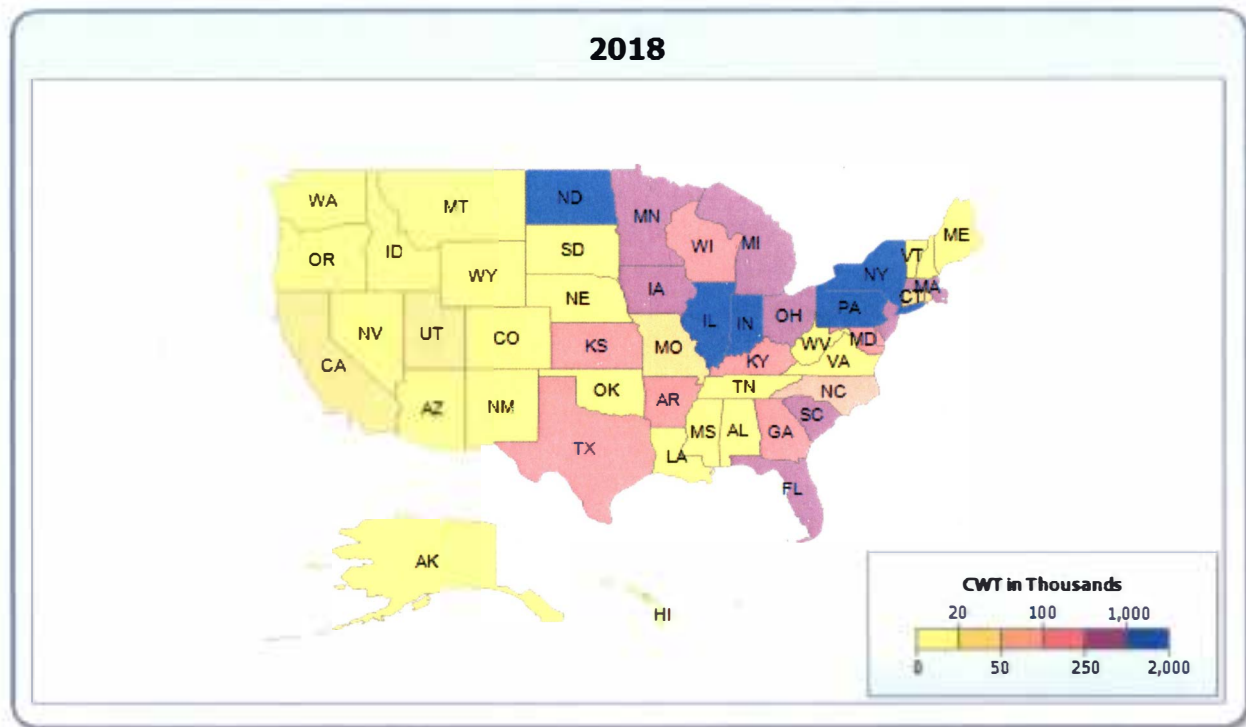 2018
WA
MT
ND
MN
ME
OR
ID
SD
WI
MI
VT
WY
NY
IA
MA
CT
NE
PA
NV
UT
CO
IL
IN
OH
CA
KS
MO
WV
MD
KY
VA
AZ
NM
OK
TN
NC
AR
SC
TX
MS
AL
GA
LA
FL
AK
HI
CWT in Thousands
20 100 1,000
0 50 250 2,000